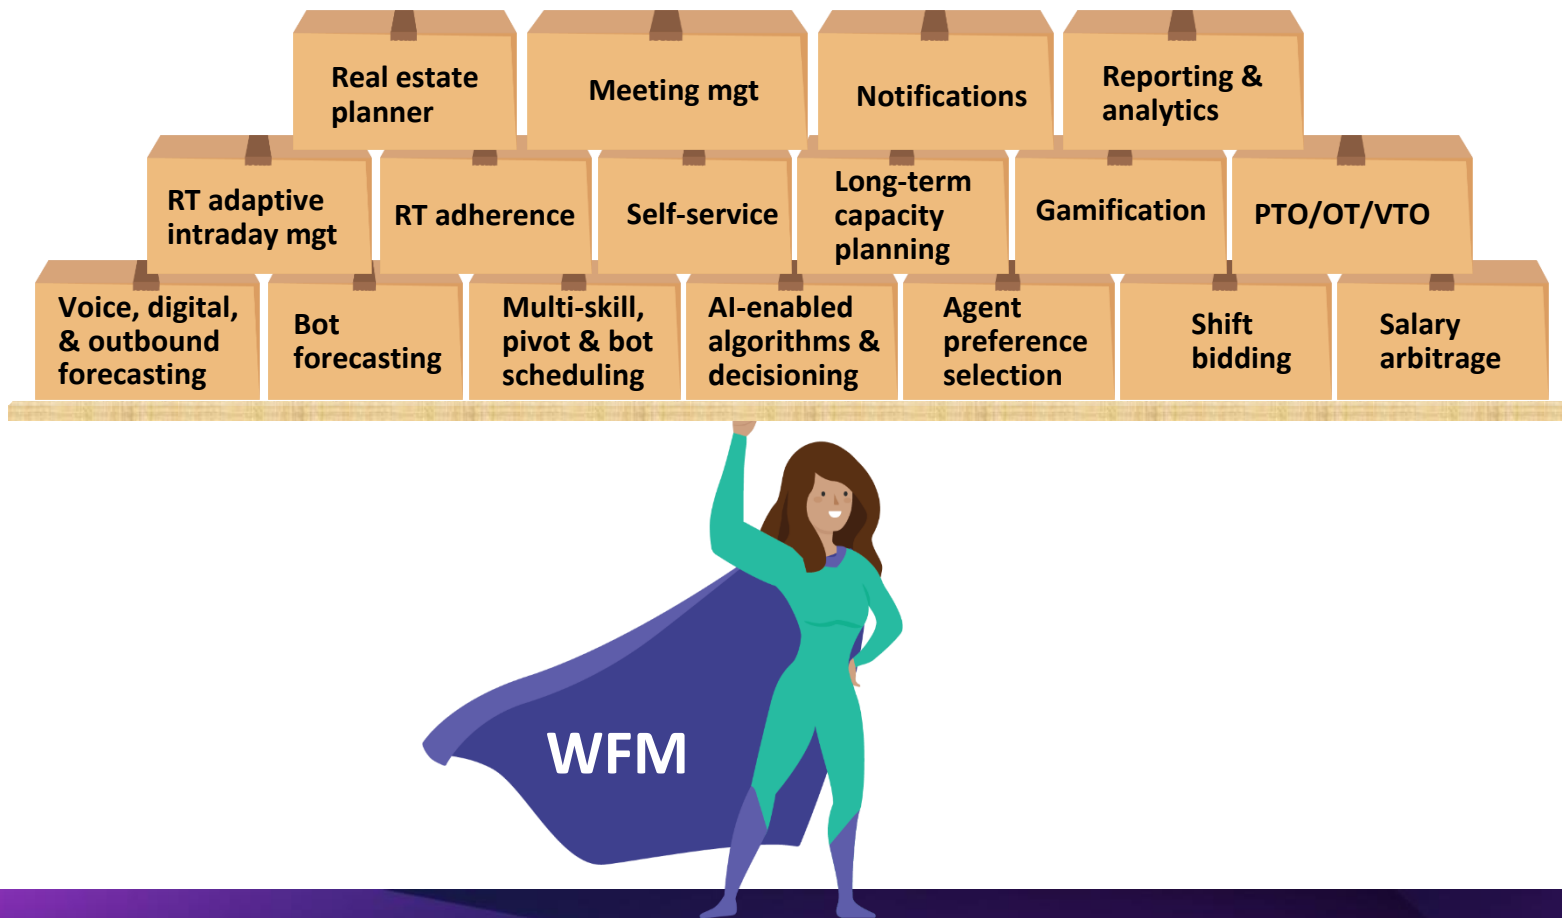 Real estate
planner
Meeting mgt
Notifications
Reporting &
analytics
RT adaptive
intraday mgt
RT adherence
Self-service
Long-term
capacity
planning
Gamification
PTO/OT/VTO
Voice, digital,
& outbound
forecasting
Bot
forecasting
Multi-skill,
pivot & bot
scheduling
AI-enabled
algorithms &
decisioning
Agent
preference
selection
Shift
bidding
Salary
arbitrage
WFM